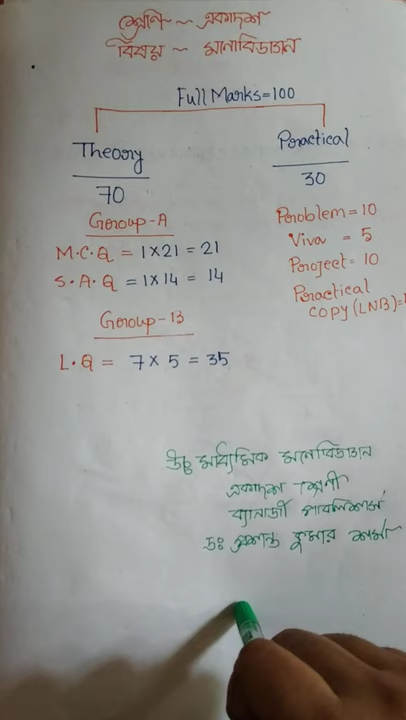 শ্রেণি ~ একাদশ
বিষয় ~ মনোবিজ্ঞান
Full Marks=100
Theory
70
Group-A
M.C.Q = 1×21 = 21
S.A.Q = 1×14 = 14
Group-B
L.Q = 7×5 = 35
Practical
30
Problem = 10
Viva = 5
Project = 10
Practical
COPY (LNB)=
উঃ মাধ্যমিক মনোবিজ্ঞান
একাদশ শ্রেণী
ব্যানার্জী পাবলিশার্স
ডঃ প্রশান্ত কুমার শর্মা